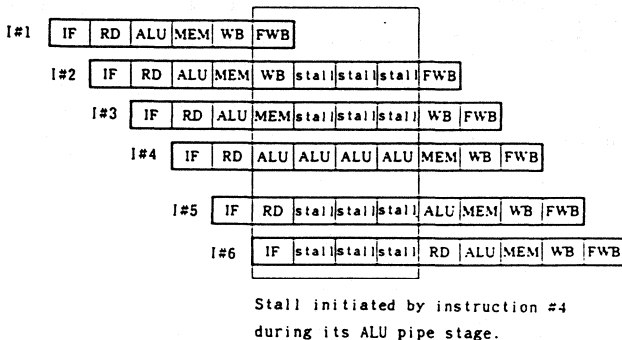 I#1 IF RD ALU MEM WB FWB
I#2 IF RD ALU MEM WB stall stall stall FWB
I#3 IF RD ALU MEM stall stall stall WB FWB
I#4 IF RD ALU ALU ALU ALU MEM WB FWB
I#5 IF RD stall stall stall ALU MEM WB FWB
I#6 IF stall stall stall RD ALU MEM WB FWB
Stall initiated by instruction #4
during its ALU pipe stage.